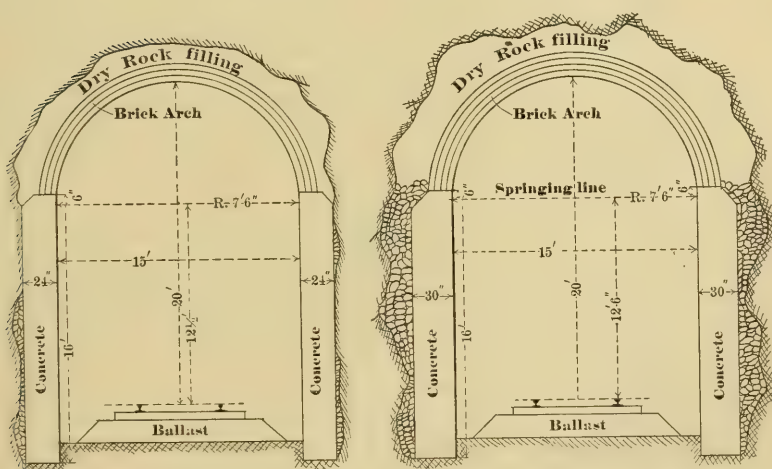 Dry Rock filling
Brick Arch
6"
R. 7'6"
15'
24"
24"
20'
12½'
16'
Concrete
Concrete
Ballast
Dry Rock filling
Brick Arch
Springing line
6"
6"
R. 7'6"
15'
30"
30"
20'
12'6"
16'
Concrete
Concrete
Ballast